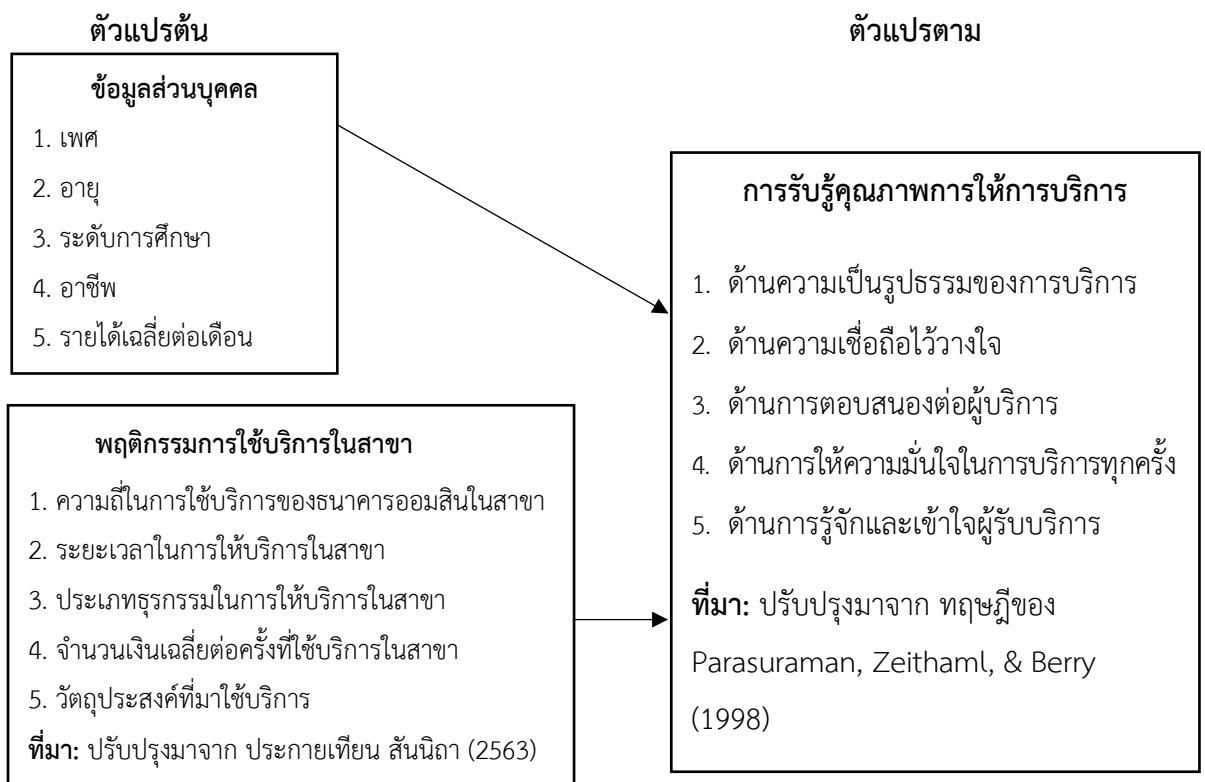 ตัวแปรต้น
ตัวแปรตาม
ข้อมูลส่วนบุคคล
1. เพศ
2. อายุ
3. ระดับการศึกษา
4. อาชีพ
5. รายได้เฉลี่ยต่อเดือน
พฤติกรรมการใช้บริการในสาขา
1. ความถี่ในการใช้บริการของธนาคารออมสินในสาขา
2. ระยะเวลาในการให้บริการในสาขา
3. ประเภทธุรกรรมในการให้บริการในสาขา
4. จำนวนเงินเฉลี่ยต่อครั้งที่ใช้บริการในสาขา
5. วัตถุประสงค์ที่มาใช้บริการ
ที่มา: ปรับปรุงมาจาก ประกายเทียน สันนิถา (2563)
การรับรู้คุณภาพการให้การบริการ
1. ด้านความเป็นรูปธรรมของการบริการ
2. ด้านความเชื่อถือไว้วางใจ
3. ด้านการตอบสนองต่อผู้บริการ
4. ด้านการให้ความมั่นใจในการบริการทุกครั้ง
5. ด้านการรู้จักและเข้าใจผู้รับบริการ
ที่มา: ปรับปรุงมาจาก ทฤษฎีของ
Parasuraman, Zeithaml, & Berry
(1998)